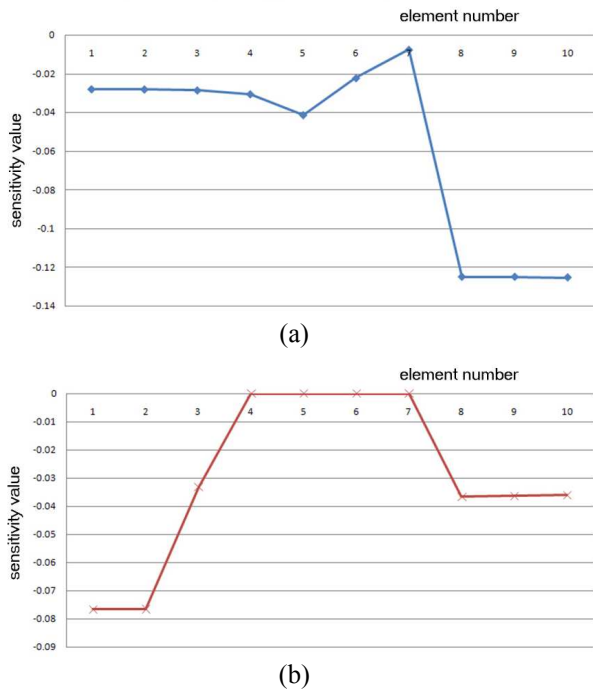 element number
0
1 2 3 4 5 6 7 8 9 10
-0.02
-0.04
-0.06
-0.08
-0.1
-0.12
-0.14
sensitivity value
(a)
element number
0
1 2 3 4 5 6 7 8 9 10
-0.01
-0.02
-0.03
-0.04
-0.05
-0.06
-0.07
-0.08
-0.09
sensitivity value
(b)